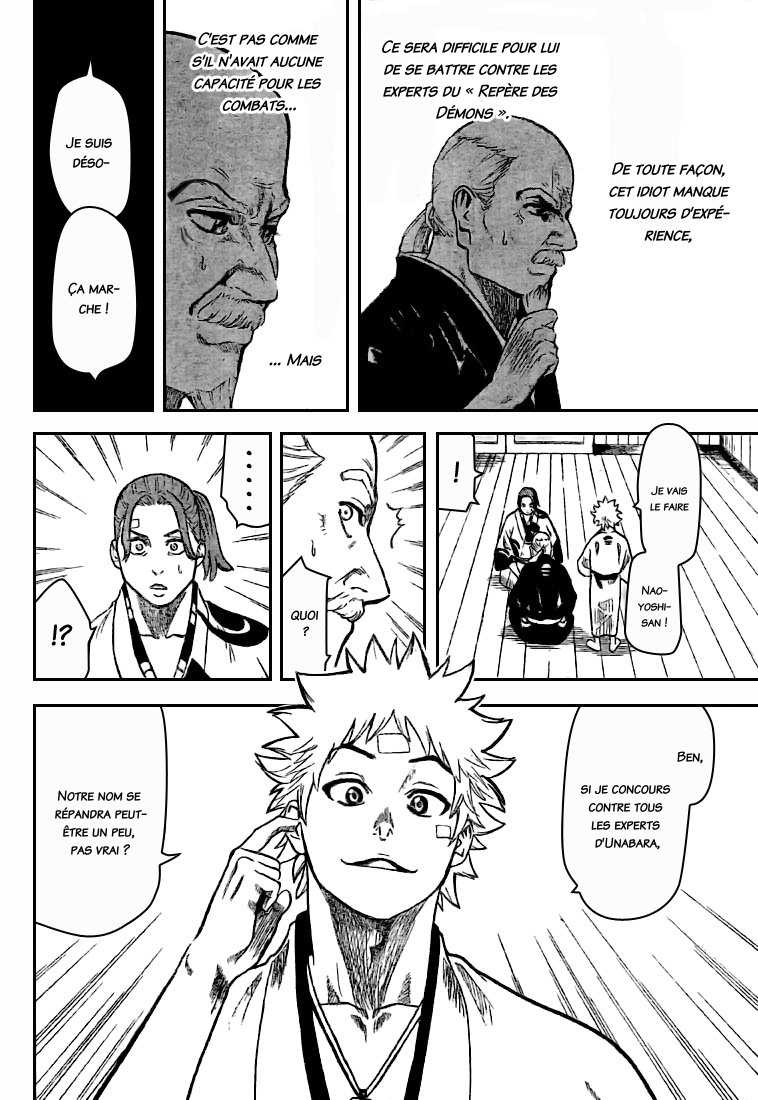 DE TOUTE FAÇON,
CET IDIOT MANQUE
TOUJOURS D'EXPÉ-
RIENCE,
CE SERA DIFFICILE POUR LUI
DE SE BATTRE CONTRE LES
EXPERTS DU « REPÈRE DES
DÉMONS ».
C'EST PAS COMME
S'IL N'AVAIT AUCUNE
CAPACITÉ POUR LES
COMBATS...
... MAIS
JE SUIS
DÉSO-
ÇA MAR-
CHE !
JE VAIS
LE FAIRE
NAO-
YOSHI-
SAN !
!
QUOI
?
.....
!?
BEN,
SI JE CONCOURS
CONTRE TOUS
LES EXPERTS
D'UNABARA,
NOTRE NOM SE
RÉPANDRA PEUT-
ÊTRE UN PEU,
PAS VRAI ?